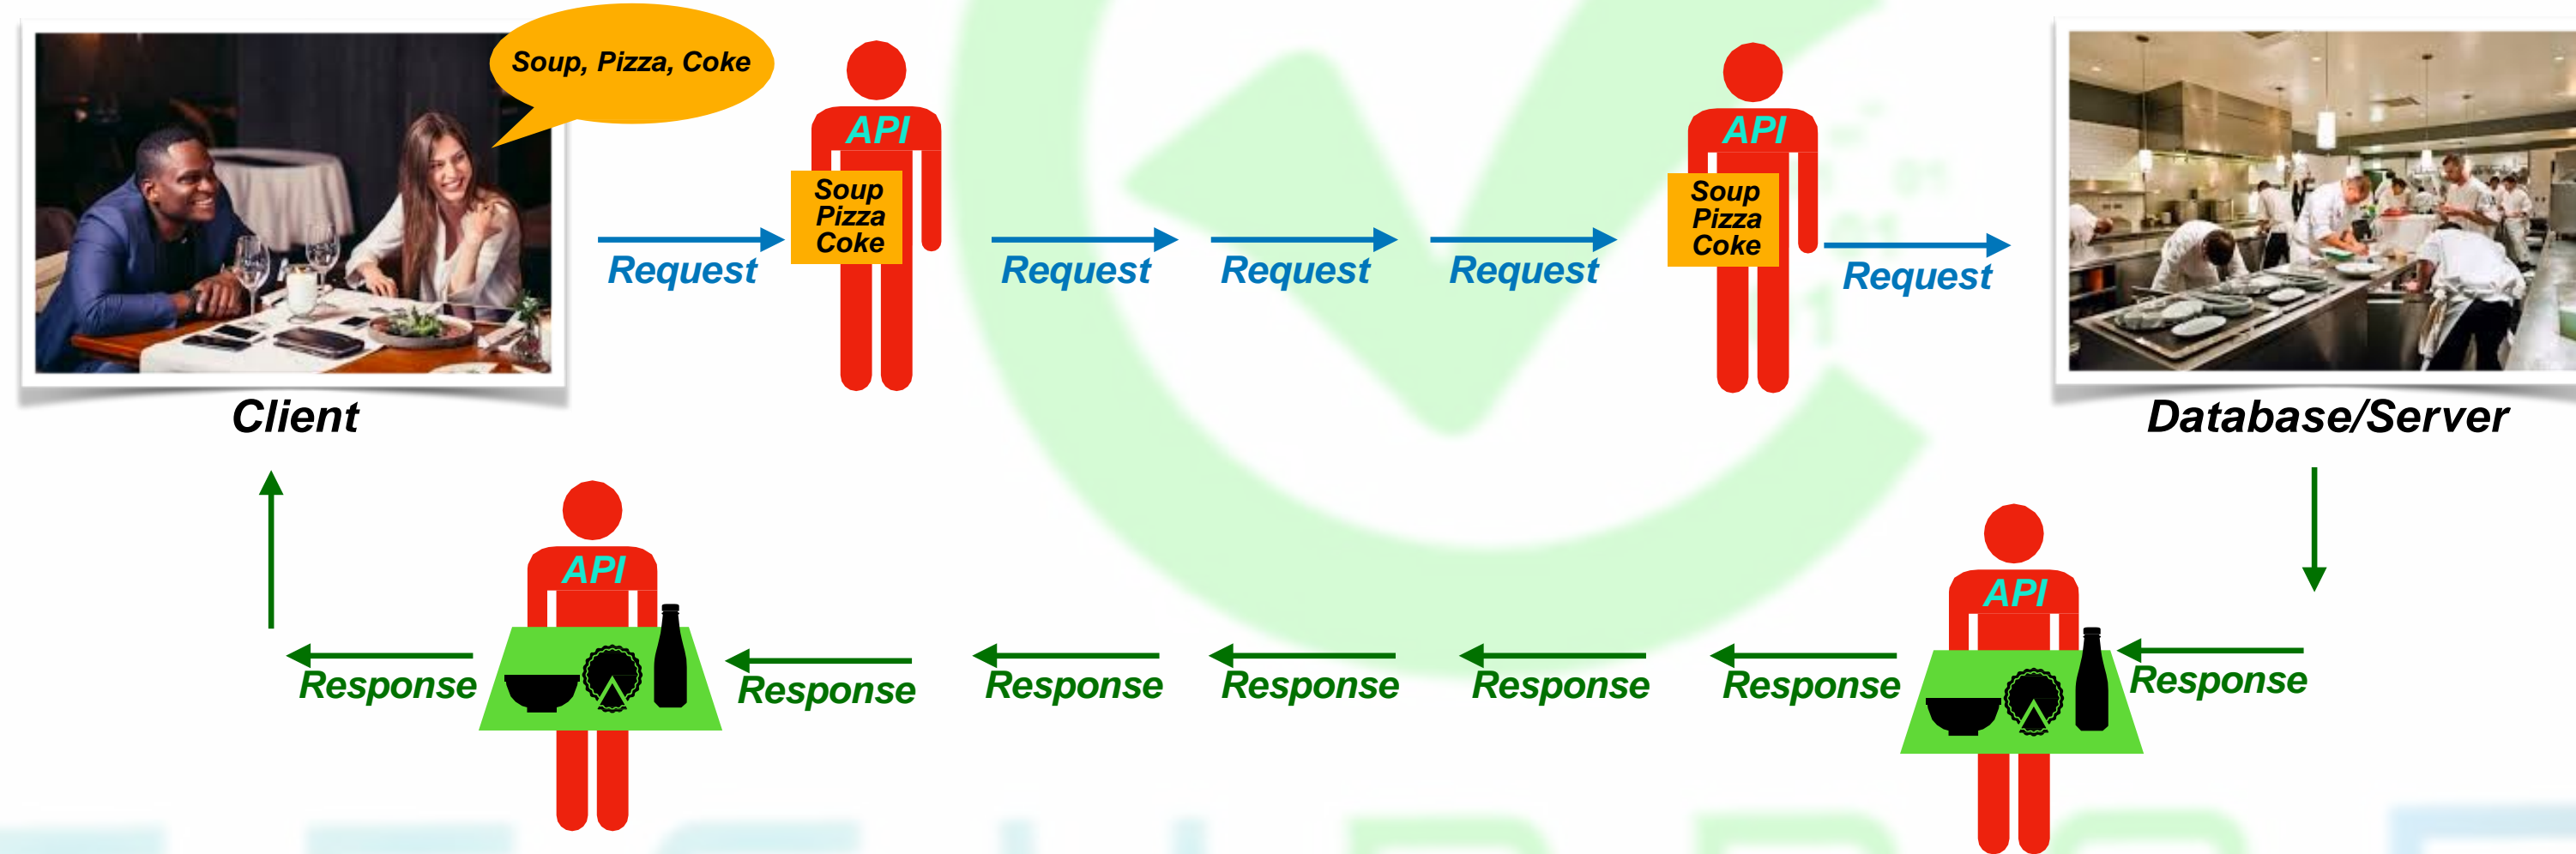 Soup, Pizza, Coke
API
Soup
Pizza
Coke
API
Soup
Pizza
Coke
Request
Request
Request
Request
Request
Client
Database/Server
API
API
Response
Response
Response
Response
Response
Response
Response